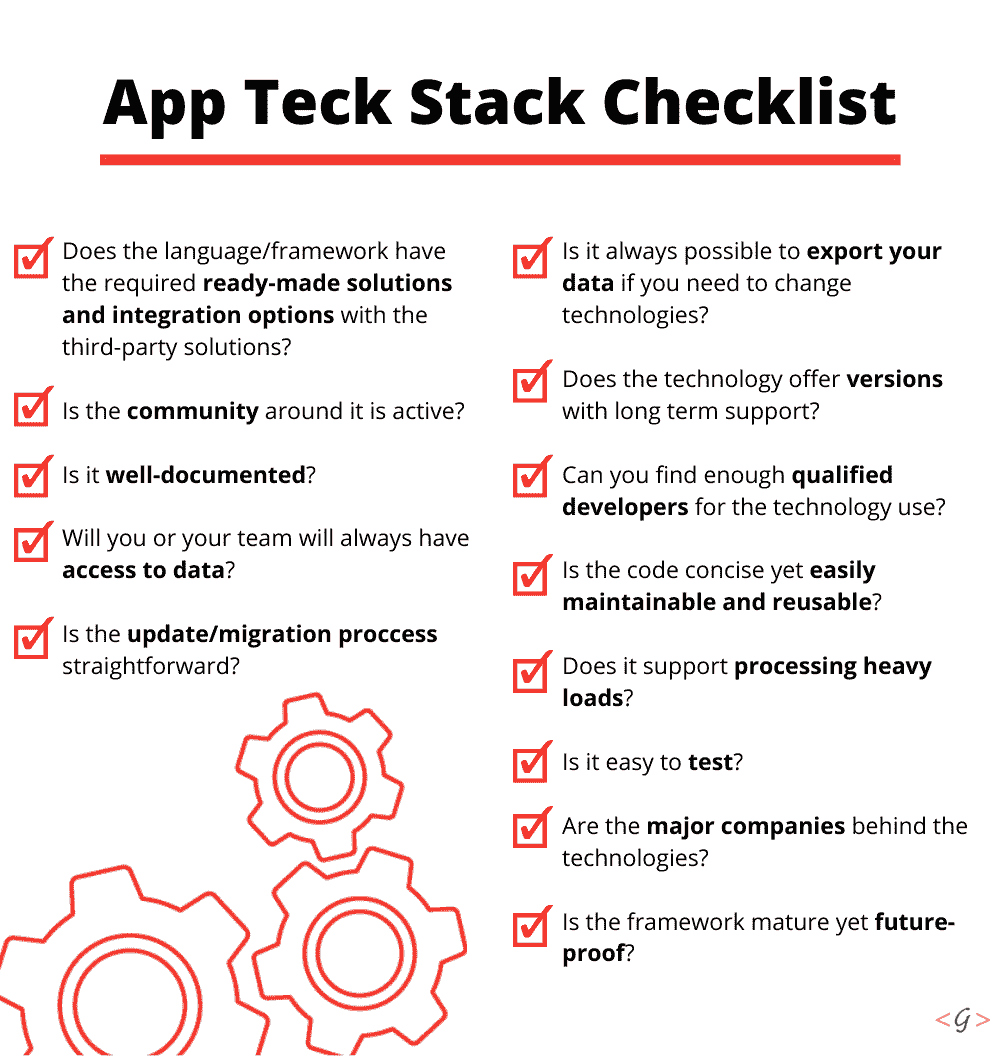 App Teck Stack Checklist
Does the language/framework have
the required ready-made solutions
and integration options with the
third-party solutions?
Is the community around it is active?
Is it well-documented?
Will you or your team will always have
access to data?
Is the update/migration proccess
straightforward?
Is it always possible to export your
data if you need to change
technologies?
Does the technology offer versions
with long term support?
Can you find enough qualified
developers for the technology use?
Is the code concise yet easily
maintainable and reusable?
Does it support processing heavy
loads?
Is it easy to test?
Are the major companies behind the
technologies?
Is the framework mature yet future-
proof?
<G>